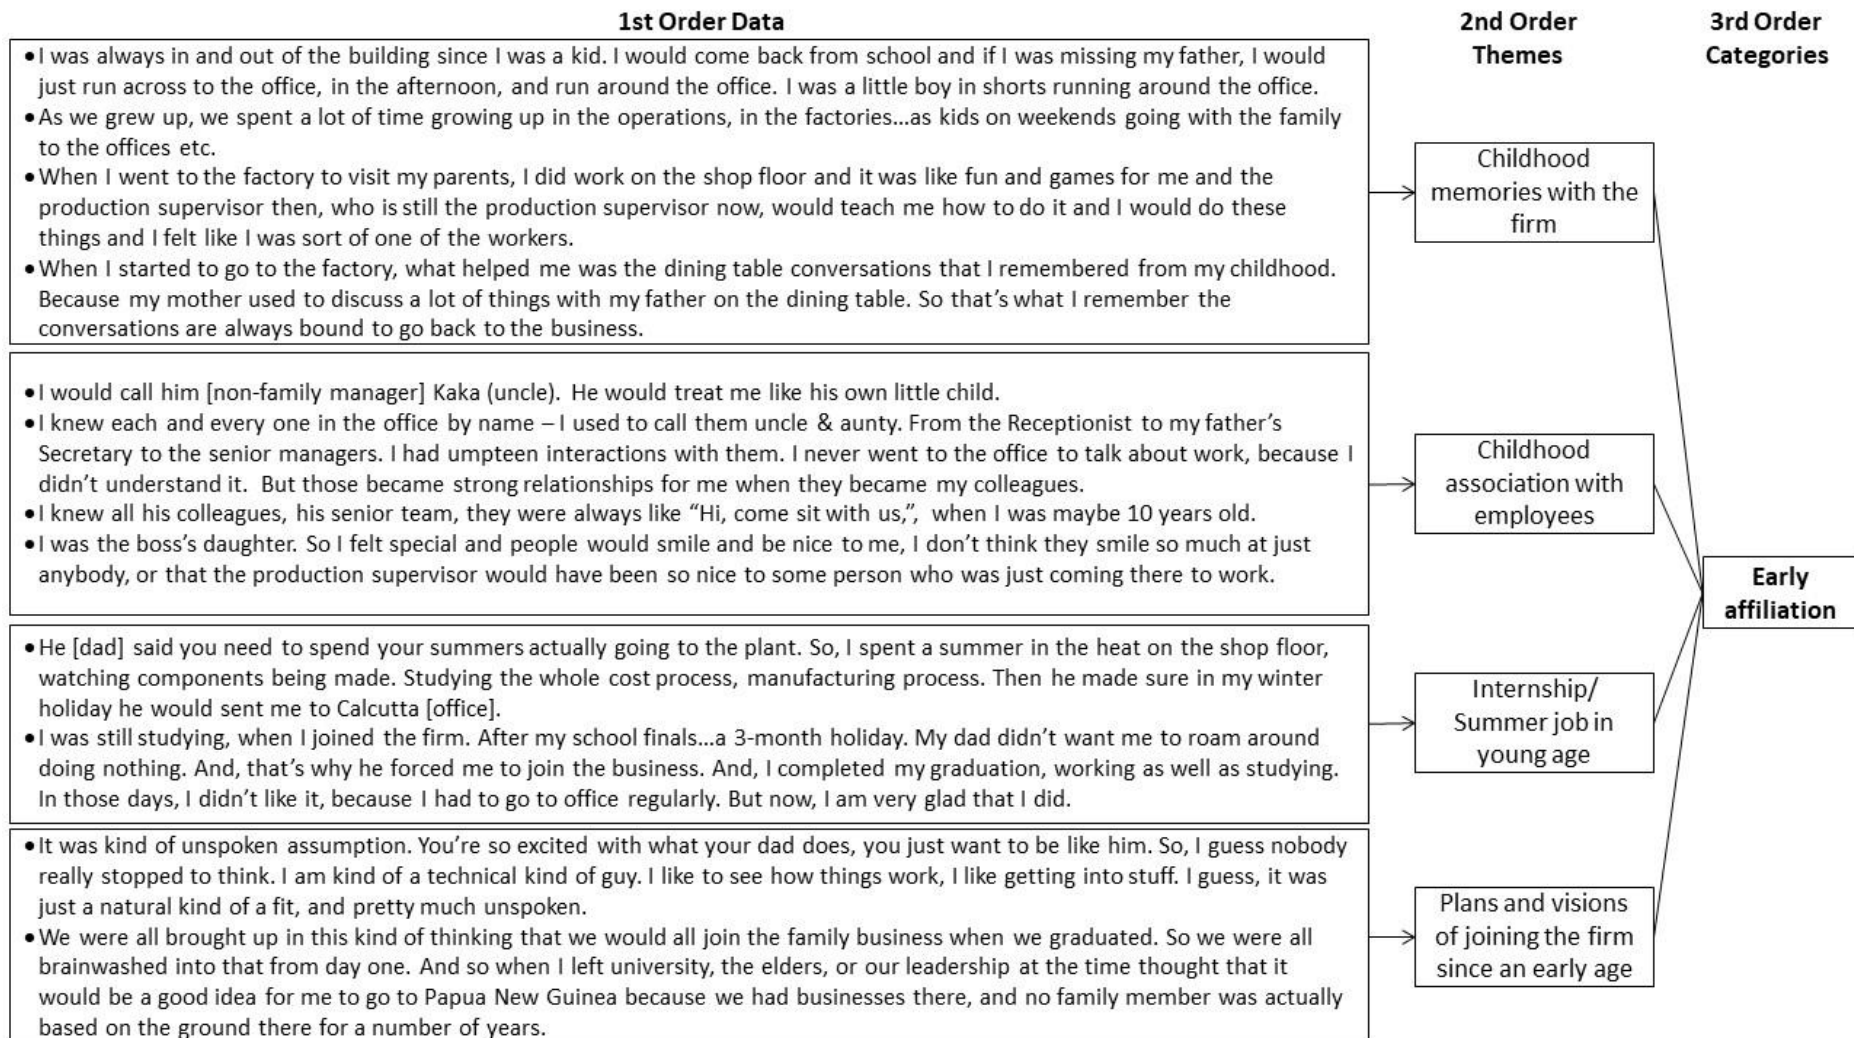 1st Order Data
2nd Order
Themes
3rd Order
Categories
•I was always in and out of the building since I was a kid. I would come back from school and if I was missing my father, I would
just run across to the office, in the afternoon, and run around the office. I was a little boy in shorts running around the office.
•As we grew up, we spent a lot of time growing up in the operations, in the factories...as kids on weekends going with the family
to the offices etc.
•When I went to the factory to visit my parents, I did work on the shop floor and it was like fun and games for me and the
production supervisor then, who is still the production supervisor now, would teach me how to do it and I would do these
things and I felt like I was sort of one of the workers.
•When I started to go to the factory, what helped me was the dining table conversations that I remembered from my childhood.
Because my mother used to discuss a lot of things with my father on the dining table. So that's what I remember the
conversations are always bound to go back to the business.
Childhood
memories with the
firm
•I would call him [non-family manager] Kaka (uncle).  He would treat me like his own little child.
•I knew each and every one in the office by name – I used to call them uncle & aunty. From the Receptionist to my father's
Secretary to the senior managers. I had umpteen interactions with them. I never went to the office to talk about work, because I
didn't understand it.  But those became strong relationships for me when they became my colleagues.
•I knew all his colleagues, his senior team, they were always like "Hi, come sit with us,",  when I was maybe 10 years old.
•I was the boss's daughter. So I felt special and people would smile and be nice to me, I don't think they smile so much at just
anybody, or that the production supervisor would have been so nice to some person who was just coming there to work.
Childhood
association with
employees
•He [dad] said you need to spend your summers actually going to the plant. So, I spent a summer in the heat on the shop floor,
watching components being made. Studying the whole cost process, manufacturing process. Then he made sure in my winter
holiday he would sent me to Calcutta [office].
•I was still studying, when I joined the firm. After my school finals...a 3-month holiday. My dad didn't want me to roam around
doing nothing. And, that's why he forced me to join the business. And, I completed my graduation, working as well as studying.
In those days, I didn't like it, because I had to go to office regularly. But now, I am very glad that I did.
Internship/
Summer job in
young age
•It was kind of unspoken assumption. You're so excited with what your dad does, you just want to be like him. So, I guess nobody
really stopped to think. I am kind of a technical kind of guy. I like to see how things work, I like getting into stuff. I guess, it was
just a natural kind of a fit, and pretty much unspoken.
•We were all brought up in this kind of thinking that we would all join the family business when we graduated. So we were all
brainwashed into that from day one. And so when I left university, the elders, or our leadership at the time thought that it
would be a good idea for me to go to Papua New Guinea because we had businesses there, and no family member was actually
based on the ground there for a number of years.
Plans and visions
of joining the firm
since an early age
Early
affiliation